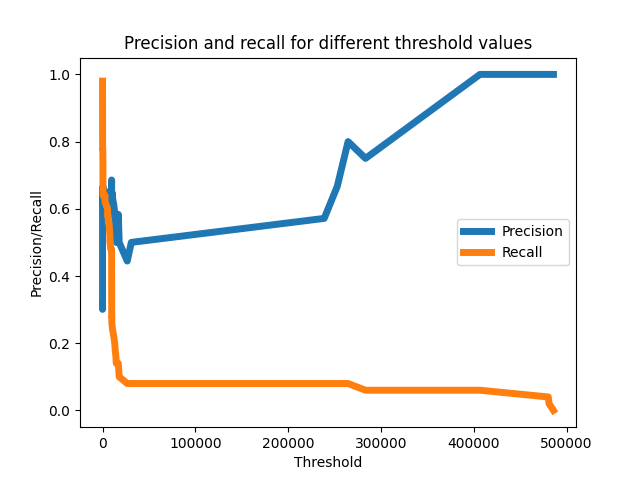 Precision and recall for different threshold values
1.0
0.8
0.6
0.4
0.2
0.0
Precision/Recall
Precision
Recall
0 100000 200000 300000 400000 500000
Threshold